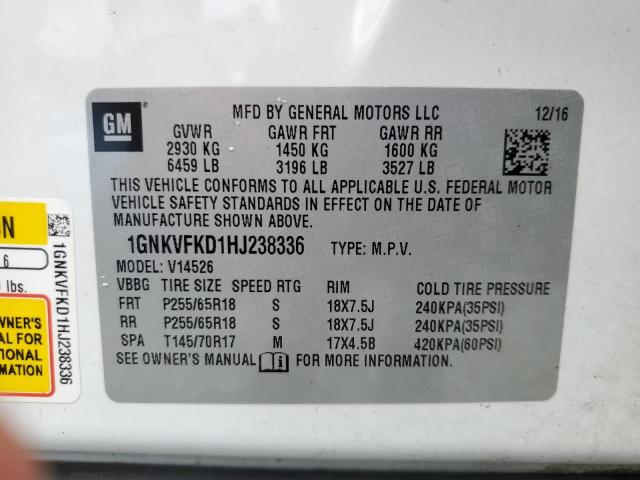 GM
MFD BY GENERAL MOTORS LLC 12/16
GVWR GAWR FRT GAWR RR
2930 KG 1450 KG 1600 KG
6459 LB 3196 LB 3527 LB
THIS VEHICLE CONFORMS TO ALL APPLICABLE U.S. FEDERAL MOTOR
VEHICLE SAFETY STANDARDS IN EFFECT ON THE DATE OF
MANUFACTURE SHOWN ABOVE.
1GNKVFKD1HJ238336 TYPE: M.P.V.
MODEL: V14526
VBBG TIRE SIZE SPEED RTG RIM COLD TIRE PRESSURE
FRT P255/65R18 S 18X7.5J 240KPA(35PSI)
RR P255/65R18 S 18X7.5J 240KPA(35PSI)
SPA T145/70R17 M 17X4.5B 420KPA(60PSI)
SEE OWNER'S MANUAL FOR MORE INFORMATION.
6
lbs.
OWNER'S
FOR
1GNKVFKD1HJ238336